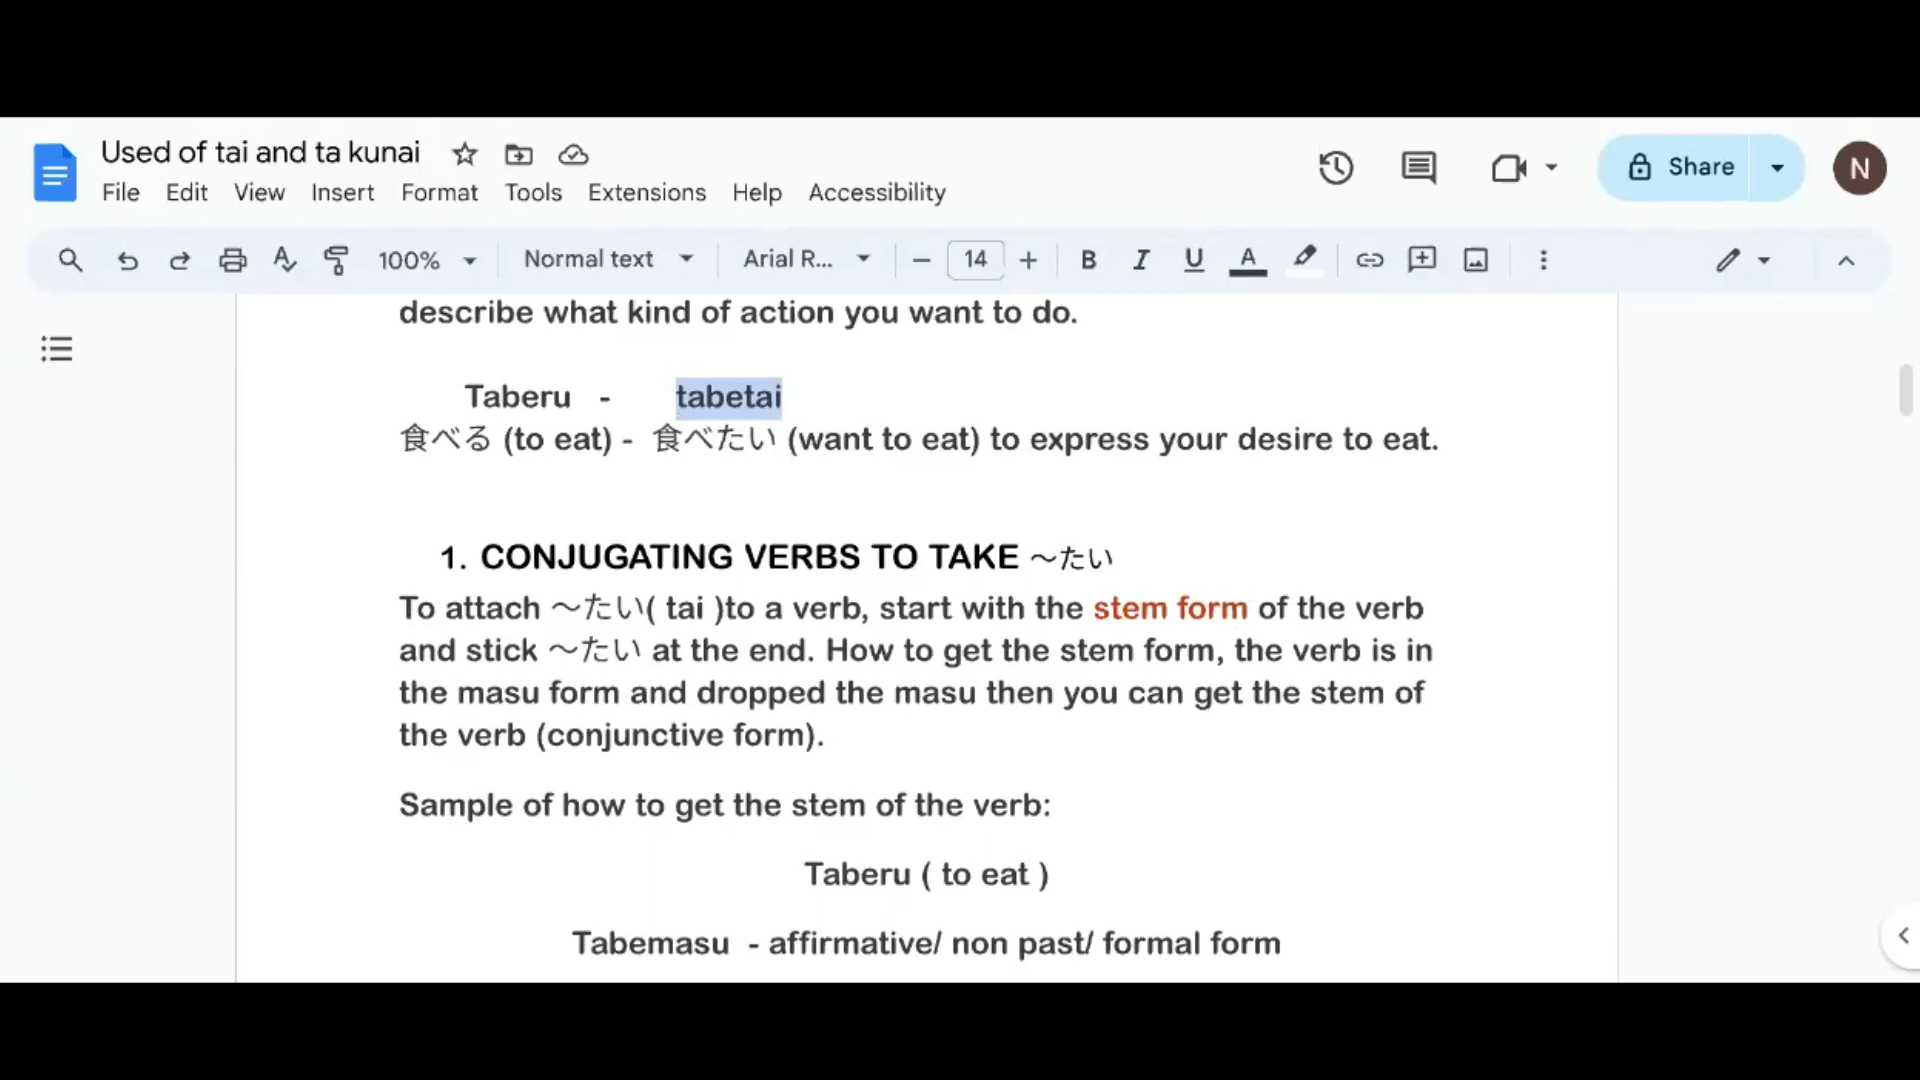 Used of tai and ta kunai
File Edit View Insert Format Tools Extensions Help Accessibility
Share
N
100% Normal text Arial R... 14 B I U A
describe what kind of action you want to do.
Taberu - tabetai
食べる (to eat) - 食べたい (want to eat) to express your desire to eat.
1. CONJUGATING VERBS TO TAKE ～たい
To attach ～たい( tai )to a verb, start with the stem form of the verb
and stick ～たい at the end. How to get the stem form, the verb is in
the masu form and dropped the masu then you can get the stem of
the verb (conjunctive form).
Sample of how to get the stem of the verb:
Taberu ( to eat )
Tabemasu - affirmative/ non past/ formal form